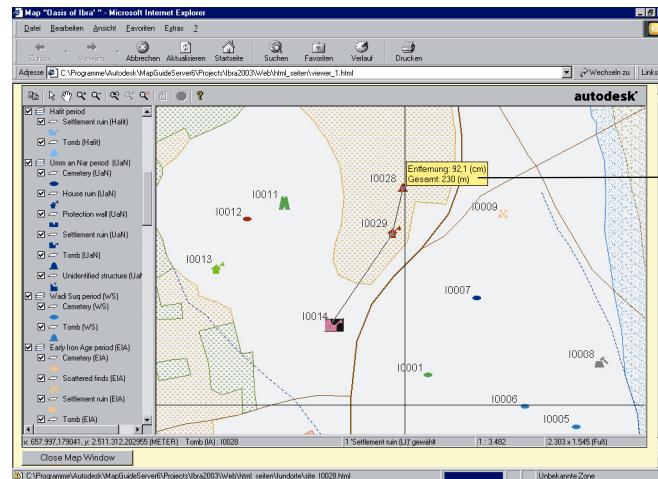 Map "Oasis of Ibra' " - Microsoft Internet Explorer
Datei Bearbeiten Ansicht Favoriten Extras ?
Zurück Vorwärts Abbrechen Aktualisieren Startseite Suchen Favoriten Verlauf Drucken
Adresse C:\Programme\Autodesk\MapGuideServer6\Projects\Ibra2003\Web\html_seiten\viewer_1.html Wechseln zu Links
autodesk
Hafit period
Settlement ruin (Hafit)
Tomb (Hafit)
Umm an Nar period (UaN)
Cemetery (UaN)
House ruin (UaN)
Protection wall (UaN)
Settlement ruin (UaN)
Tomb (UaN)
Unidentified structure (UaN
Wadi Suq period (WS)
Cemetery (WS)
Tomb (WS)
Early Iron Age period (EIA)
Cemetery (EIA)
Scattered finds (EIA)
Settlement ruin (EIA)
Tomb (EIA)
Entfernung: 92,1 (cm)
Gesamt: 230 (m)
I0028
I0011
I0012
I0029
I0009
I0013
I0007
I0014
I0008
I0001
I0006
I0005
x: 657.997,179041, y: 2.511.312,202955 (METER) Tomb (IA) : I0028 1 'Settlement ruin (LI)' gewählt 1 : 3.482 2.303 x 1.545 (Fuß)
Close Map Window
C:\Programme\Autodesk\MapGuideServer6\Projects\Ibra2003\Web\html_seiten\fundorte\site_I0028.html Unbekannte Zone